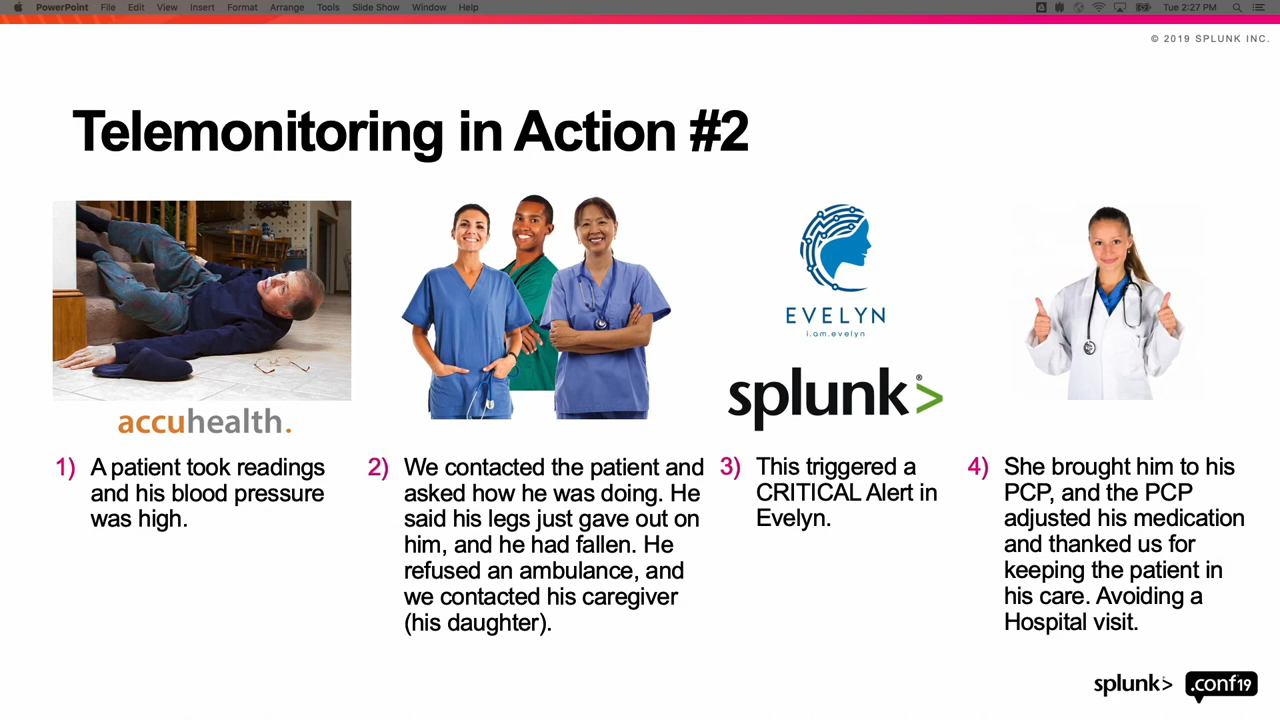 PowerPoint File Edit View Insert Format Arrange Tools Slide Show Window Help Tue 2:27 PM
© 2019 SPLUNK INC.
Telemonitoring in Action #2
EVELYN
i.am.evelyn
splunk>®
accuhealth.
1) A patient took readings
and his blood pressure
was high.
2) We contacted the patient and
asked how he was doing. He
said his legs just gave out on
him, and he had fallen. He
refused an ambulance, and
we contacted his caregiver
(his daughter).
3) This triggered a
CRITICAL Alert in
Evelyn.
4) She brought him to his
PCP, and the PCP
adjusted his medication
and thanked us for
keeping the patient in
his care. Avoiding a
Hospital visit.
splunk> .conf19